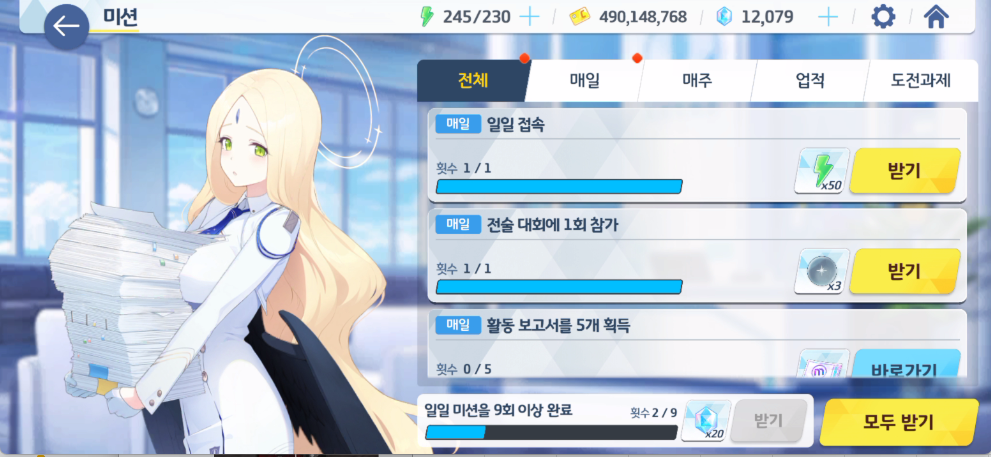 미션
245/230
490,148,768
12,079
전체
매일
매주
업적
도전과제
매일 일일 접속
횟수 1 / 1
x50
받기
매일 전술 대회에 1회 참가
횟수 1 / 1
x3
받기
매일 활동 보고서를 5개 획득
횟수 0 / 5
바로가기
일일 미션을 9회 이상 완료
횟수 2 / 9
x20
받기
모두 받기